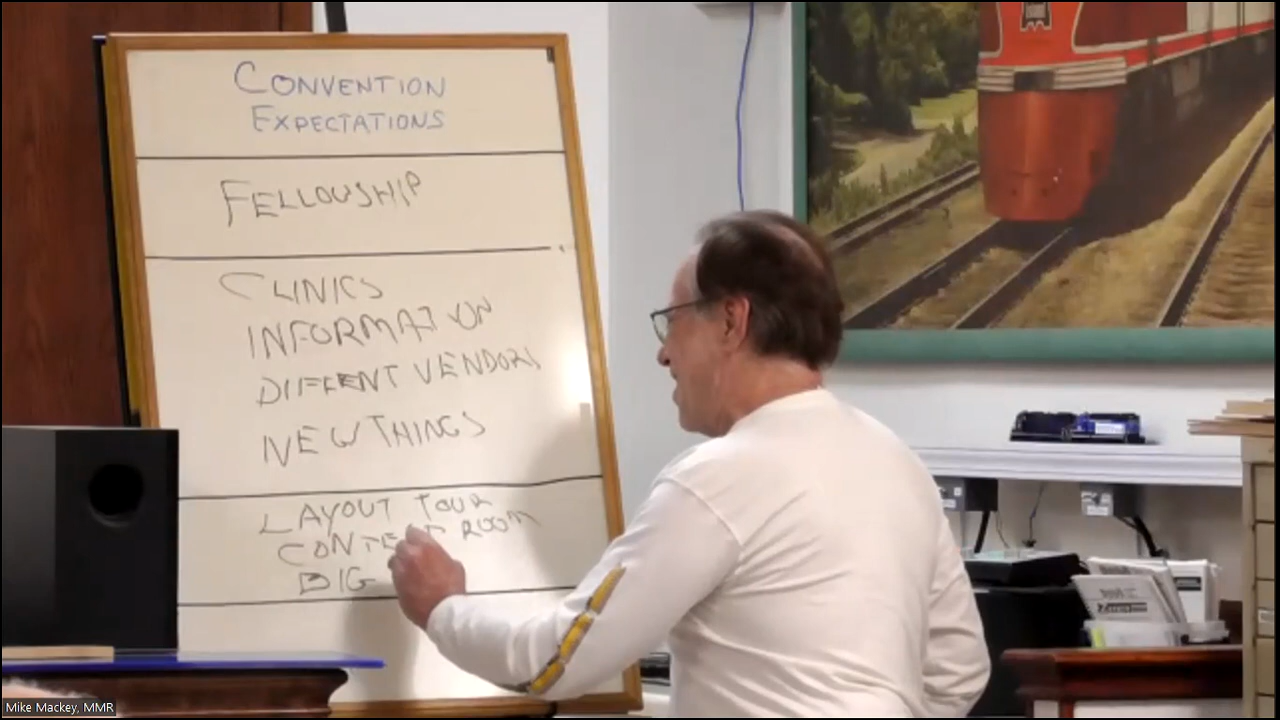 CONVENTION
EXPECTATIONS
FELLOWSHIP
CLINICS
INFORMATION
DIFFENT VENDORS
NEW THINGS
LAYOUT TOUR
ROOM
BIG
Mike Mackey, MMR